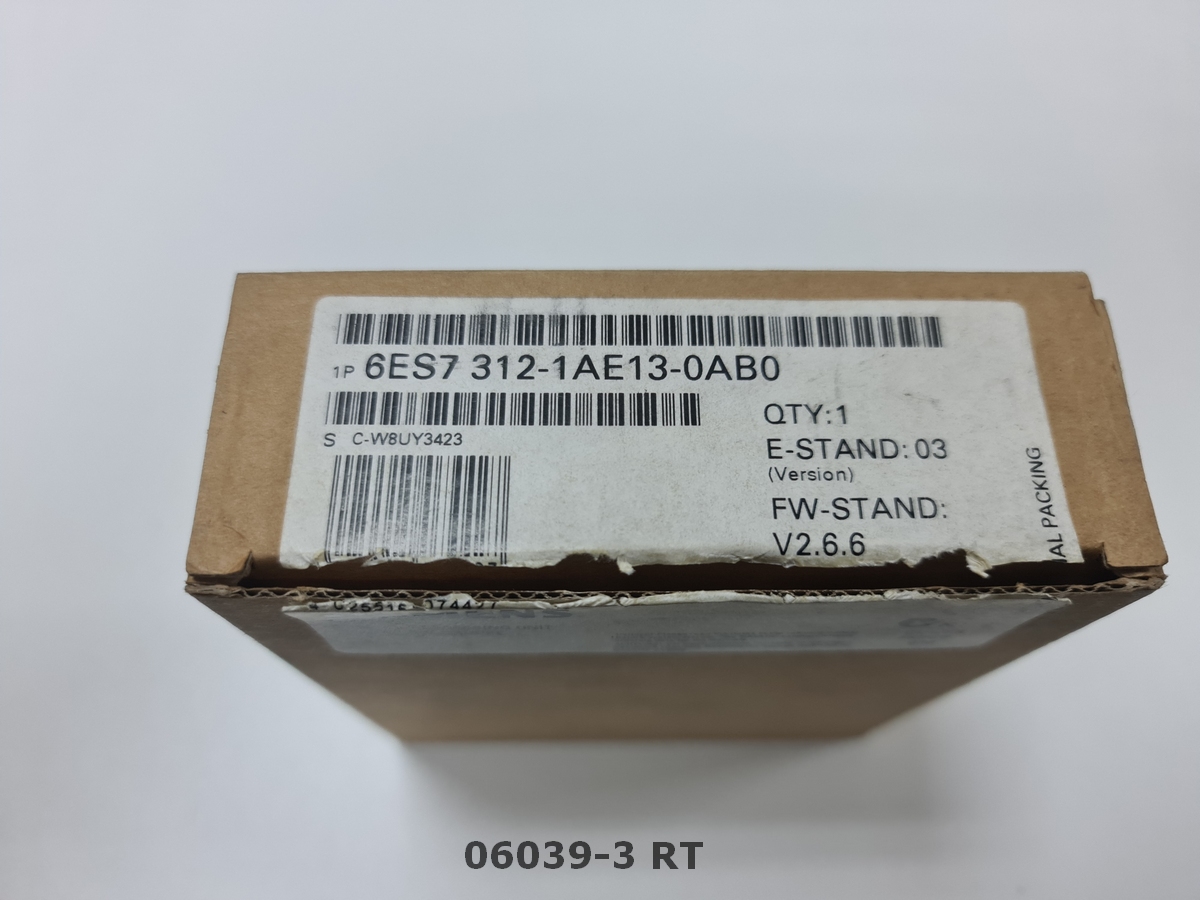 1P 6ES7 312-1AE13-0AB0
S C-W8UY3423
QTY:1
E-STAND: 03
(Version)
FW-STAND:
V2.6.6
AL PACKING
06039-3 RT